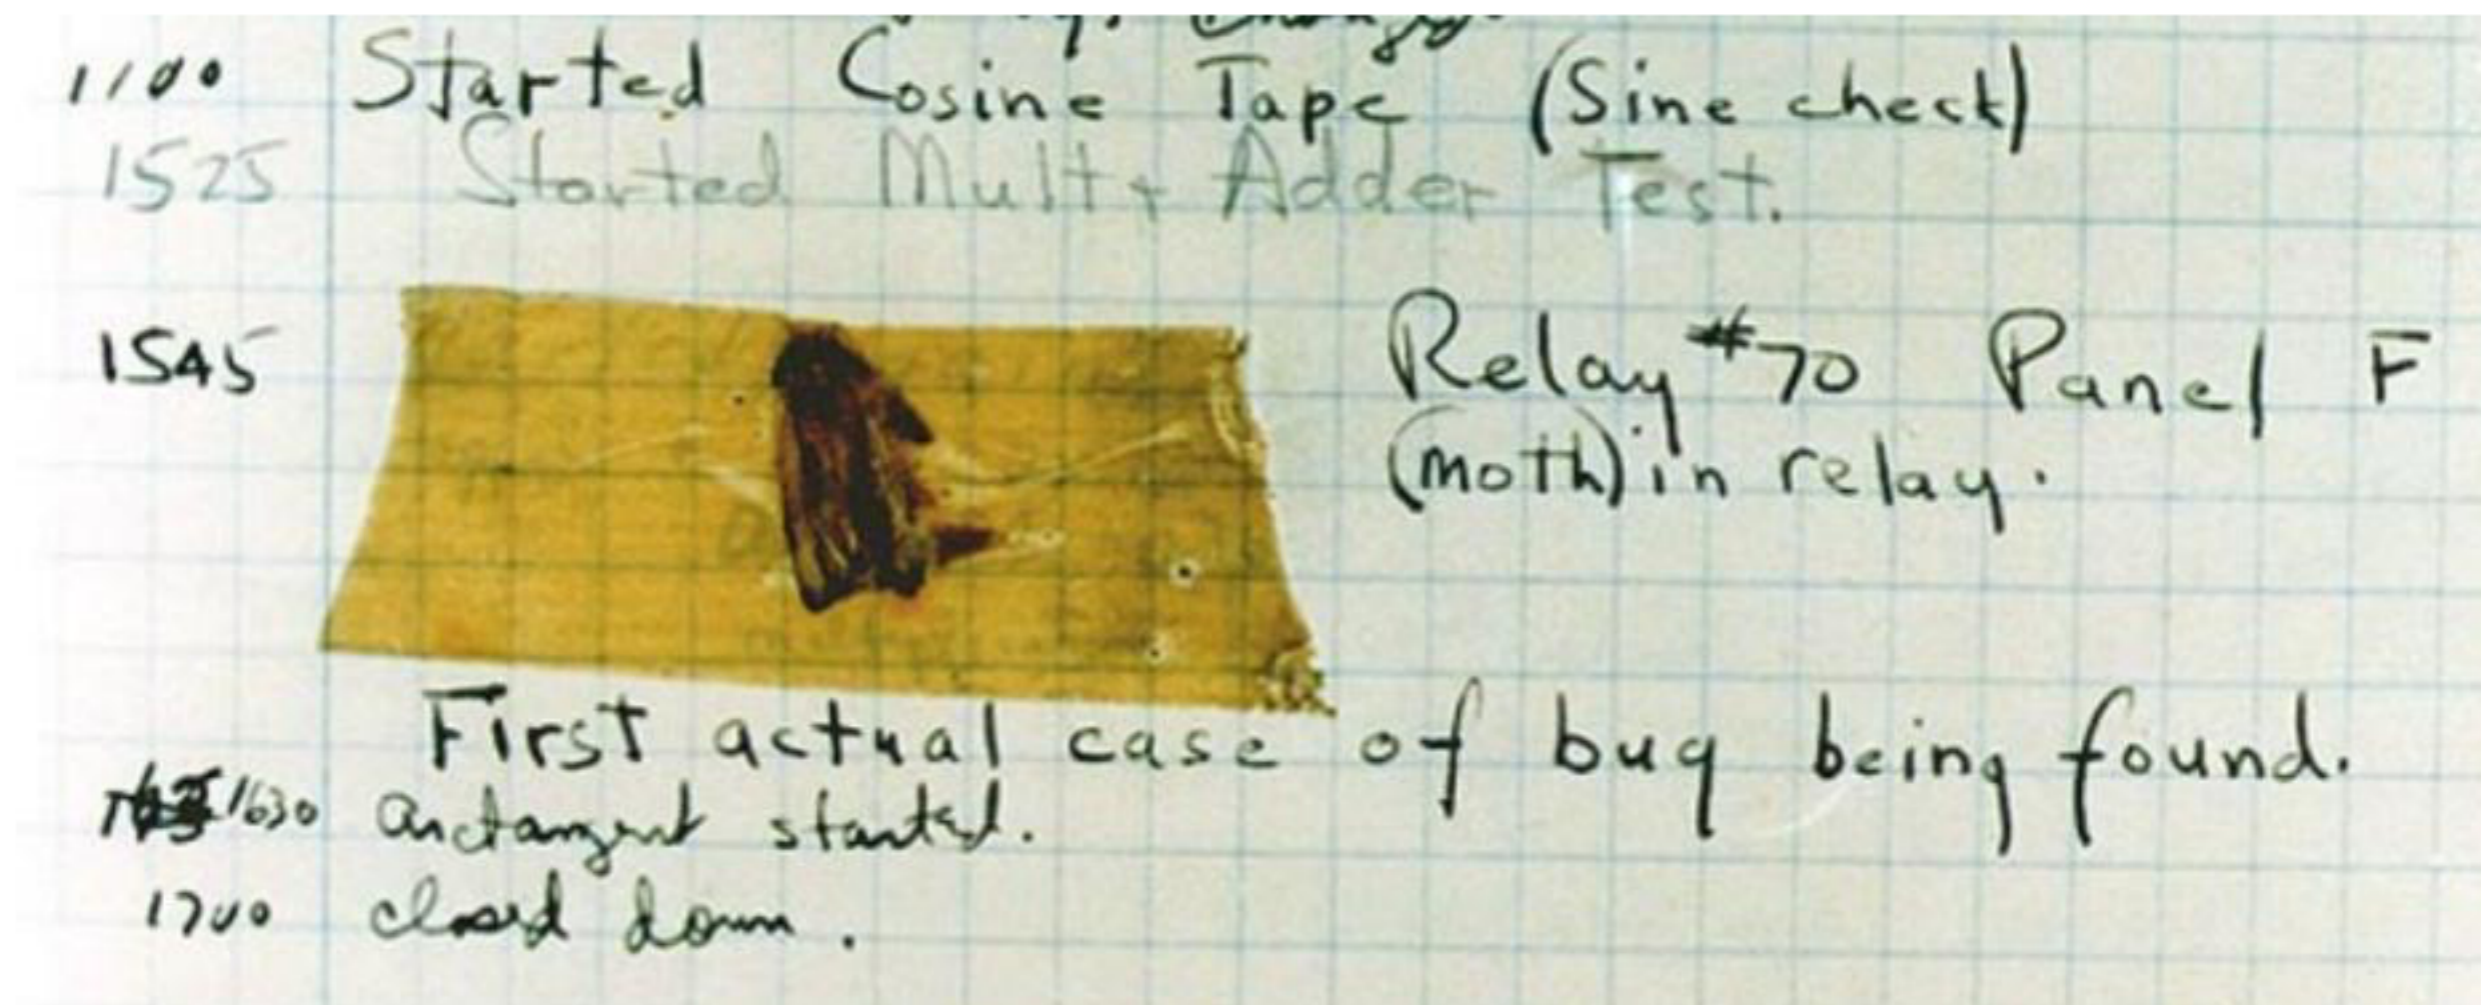 1100 Started Cosine Tape (Sine check)
1525 Started Mult + Adder Test.
1545 Relay #70 Panel F
(moth) in relay.
First actual case of bug being found.
1630 arctangent started.
1700 closed down.